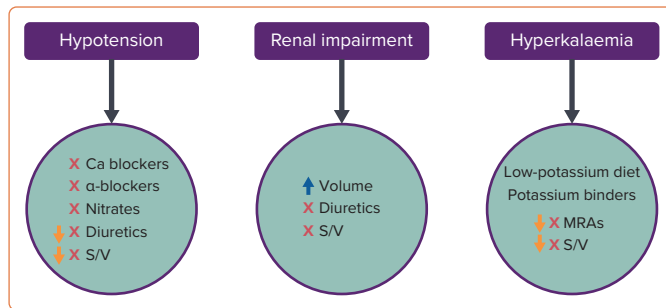 Hypotension
Renal impairment
Hyperkalaemia
X Ca blockers
X α-blockers
X Nitrates
X Diuretics
X S/V
Volume
X Diuretics
X S/V
Low-potassium diet
Potassium binders
X MRAs
X S/V